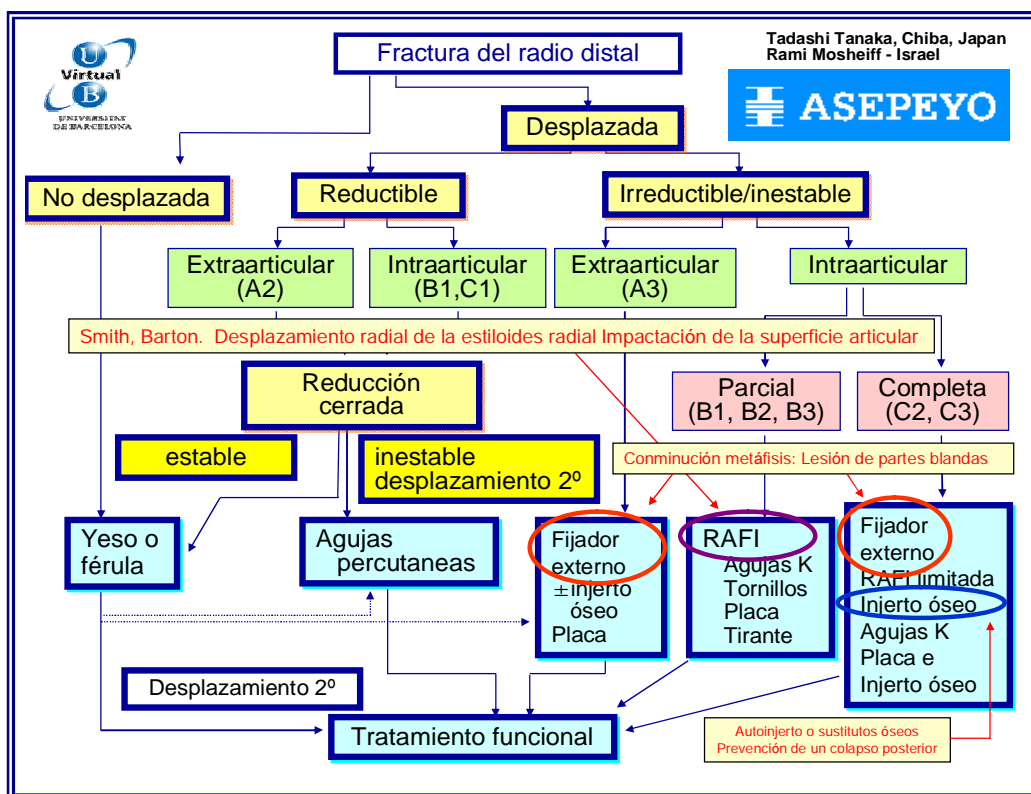 Fractura del radio distal
Tadashi Tanaka, Chiba, Japan
Rami Mosheiff - Israel
U
Virtual
B
UNIVERSITAT
DE BARCELONA
ASEPEYO
Desplazada
No desplazada
Reductible
Irreductible/inestable
Extraarticular
(A2)
Intraarticular
(B1,C1)
Extraarticular
(A3)
Intraarticular
Smith, Barton. Desplazamiento radial de la estiloides radial Impactación de la superficie articular
Reducción
cerrada
Parcial
(B1, B2, B3)
Completa
(C2, C3)
estable
inestable
desplazamiento 2º
Conminución metáfisis: Lesión de partes blandas
Yeso o
férula
Agujas
percutaneas
Fijador
externo
±Injerto
óseo
Placa
RAFI
Agujas K
Tornillos
Placa
Tirante
Fijador
externo
RAFI limitada
Injerto óseo
Agujas K
Placa e
Injerto óseo
Desplazamiento 2º
Tratamiento funcional
Autoinjerto o sustitutos óseos
Prevención de un colapso posterior